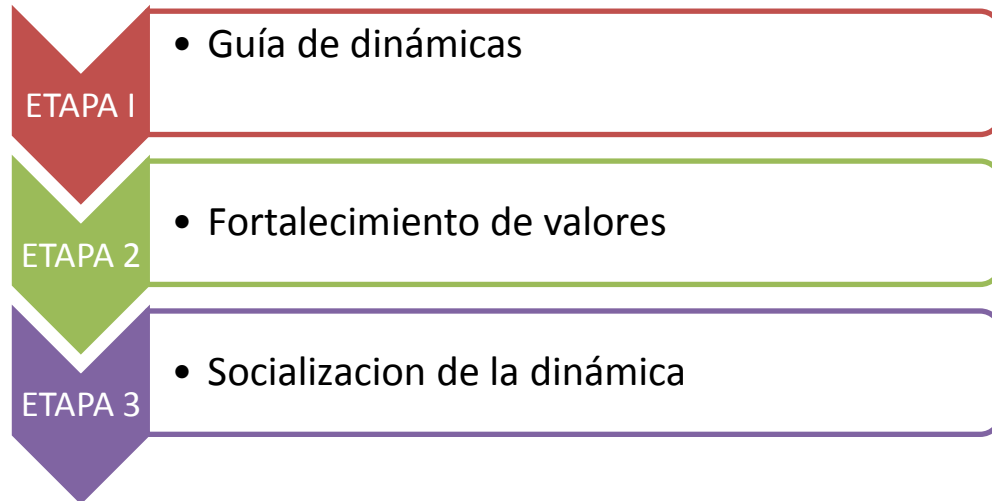 • Guía de dinámicas
ETAPA I
• Fortalecimiento de valores
ETAPA 2
• Socializacion de la dinámica
ETAPA 3